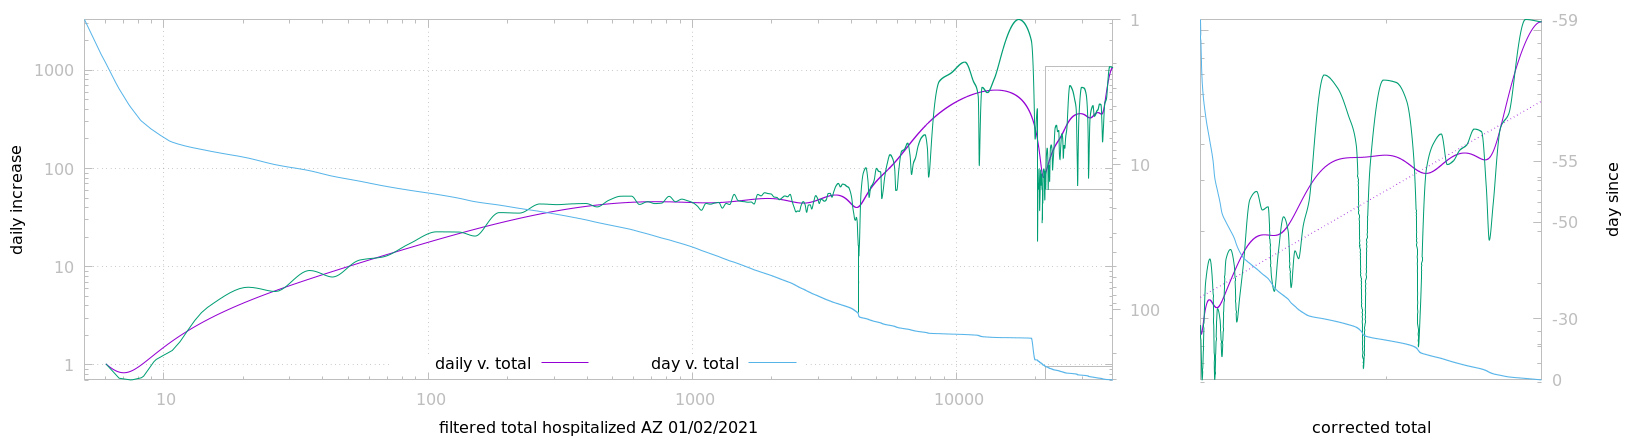 1000
100
10
1
daily increase
10
100
1000
10000
1
10
100
daily v. total
day v. total
filtered total hospitalized AZ 01/02/2021
-59
-55
-50
-30
0
day since
corrected total